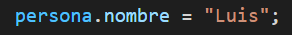 persona.nombre = "Luis";